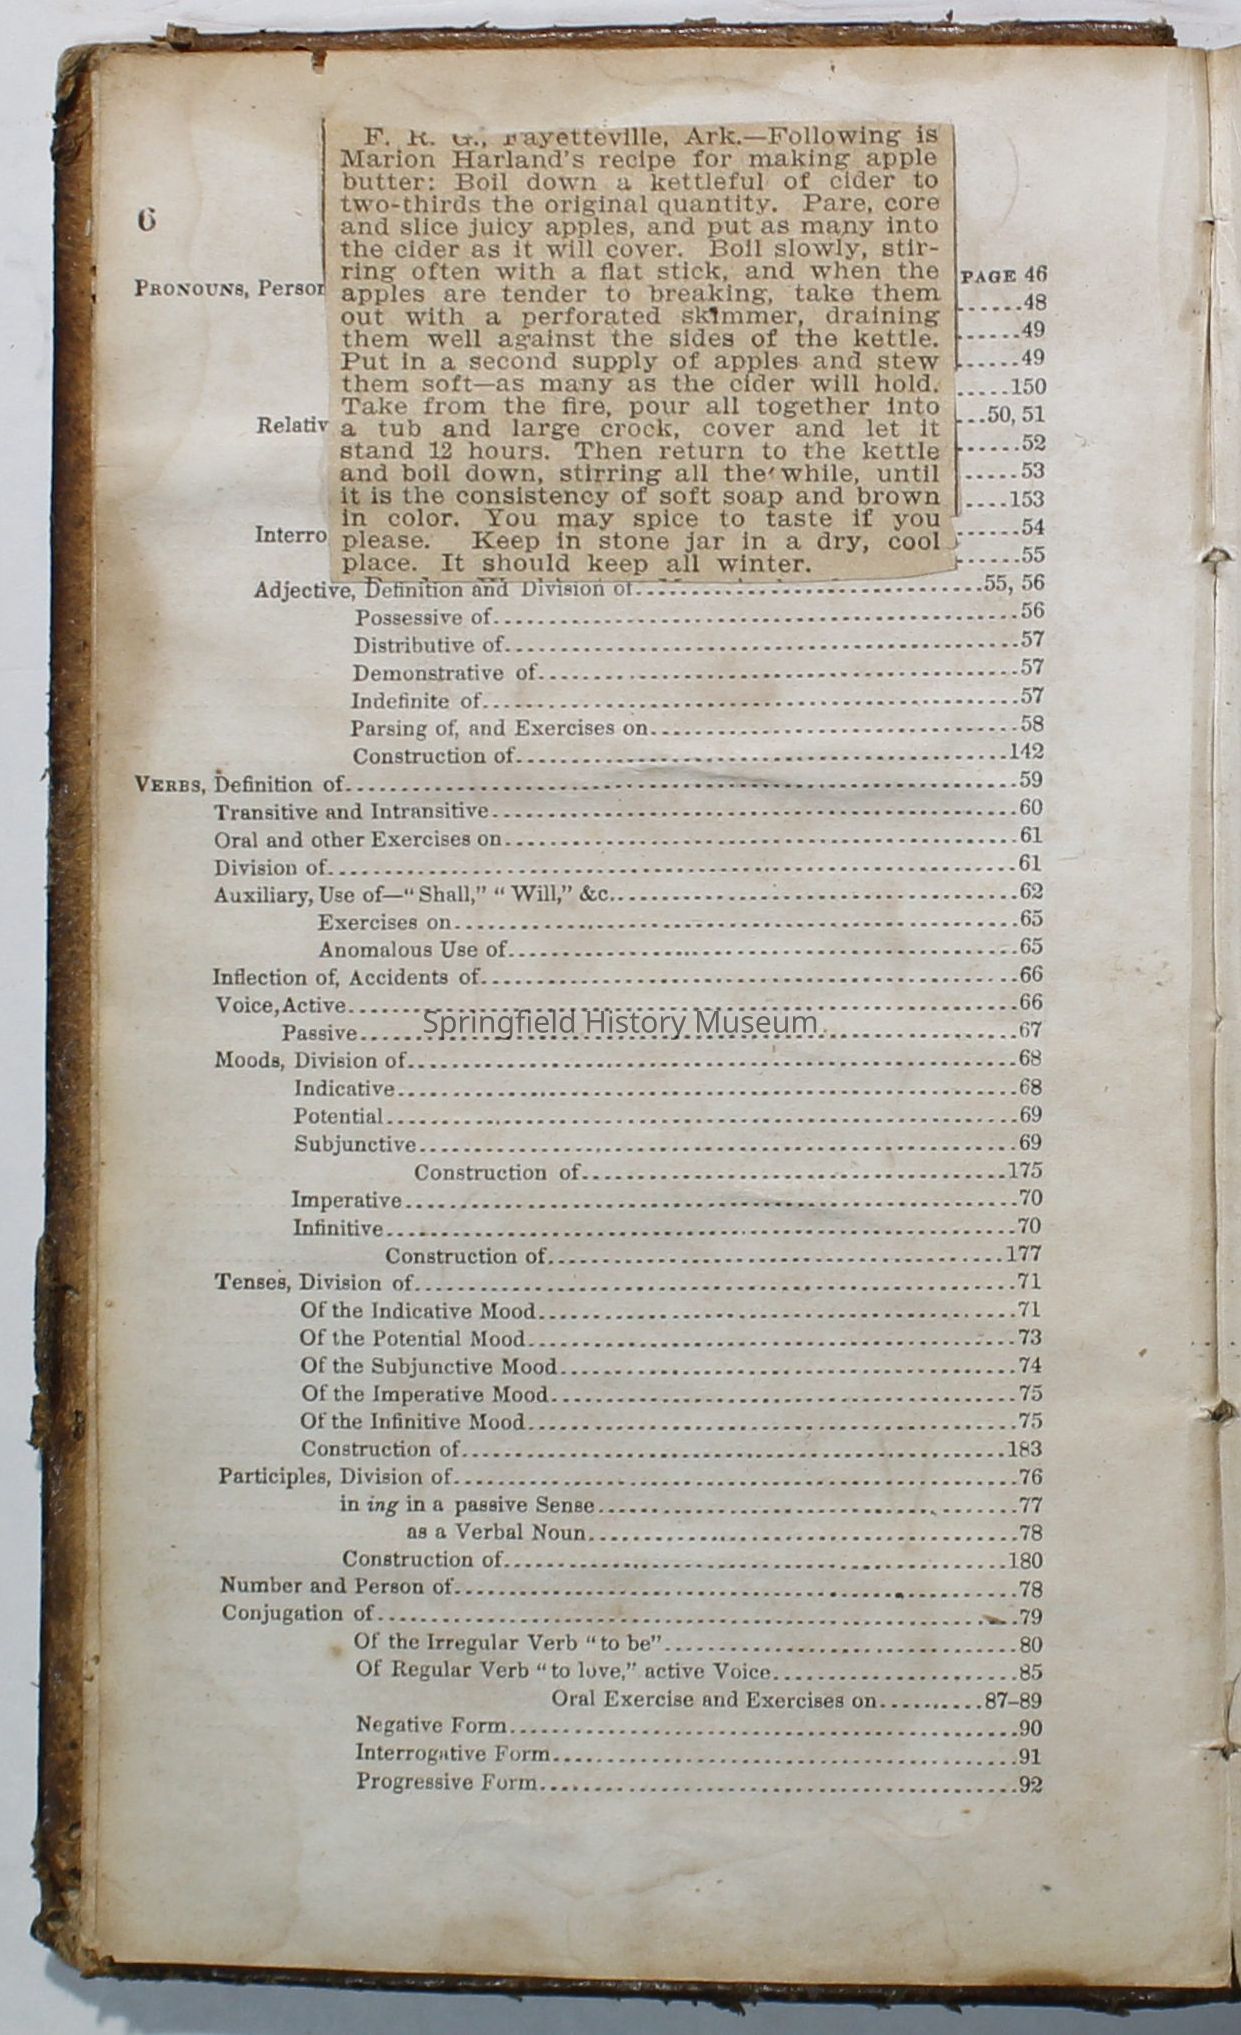 F. R. G., Fayetteville, Ark.—Following is
Marion Harland's recipe for making apple
butter: Boil down a kettleful of cider to
two-thirds the original quantity. Pare, core
and slice juicy apples, and put as many into
the cider as it will cover. Boil slowly, stir-
ring often with a flat stick, and when the
apples are tender to breaking, take them
out with a perforated skimmer, draining
them well against the sides of the kettle.
Put in a second supply of apples and stew
them soft—as many as the cider will hold.
Take from the fire, pour all together into
a tub and large crock, cover and let it
stand 12 hours. Then return to the kettle
and boil down, stirring all the while, until
it is the consistency of soft soap and brown
in color. You may spice to taste if you
please. Keep in stone jar in a dry, cool
place. It should keep all winter.
6
PRONOUNS, Person PAGE 46
......48
......49
......49
.....150
Relativ ...50, 51
......52
......53
....153
Interro ......54
......55
Adjective, Definition and Division of..........55, 56
Possessive of..........56
Distributive of..........57
Demonstrative of..........57
Indefinite of..........57
Parsing of, and Exercises on..........58
Construction of..........142
VERBS, Definition of..........59
Transitive and Intransitive..........60
Oral and other Exercises on..........61
Division of..........61
Auxiliary, Use of—"Shall," "Will," &c..........62
Exercises on..........65
Anomalous Use of..........65
Inflection of, Accidents of..........66
Voice, Active..........66
Springfield History Museum
Passive..........67
Moods, Division of..........68
Indicative..........68
Potential..........69
Subjunctive..........69
Construction of..........175
Imperative..........70
Infinitive..........70
Construction of..........177
Tenses, Division of..........71
Of the Indicative Mood..........71
Of the Potential Mood..........73
Of the Subjunctive Mood..........74
Of the Imperative Mood..........75
Of the Infinitive Mood..........75
Construction of..........183
Participles, Division of..........76
in ing in a passive Sense..........77
as a Verbal Noun..........78
Construction of..........180
Number and Person of..........78
Conjugation of..........79
Of the Irregular Verb "to be"..........80
Of Regular Verb "to love," active Voice..........85
Oral Exercise and Exercises on..........87–89
Negative Form..........90
Interrogative Form..........91
Progressive Form..........92